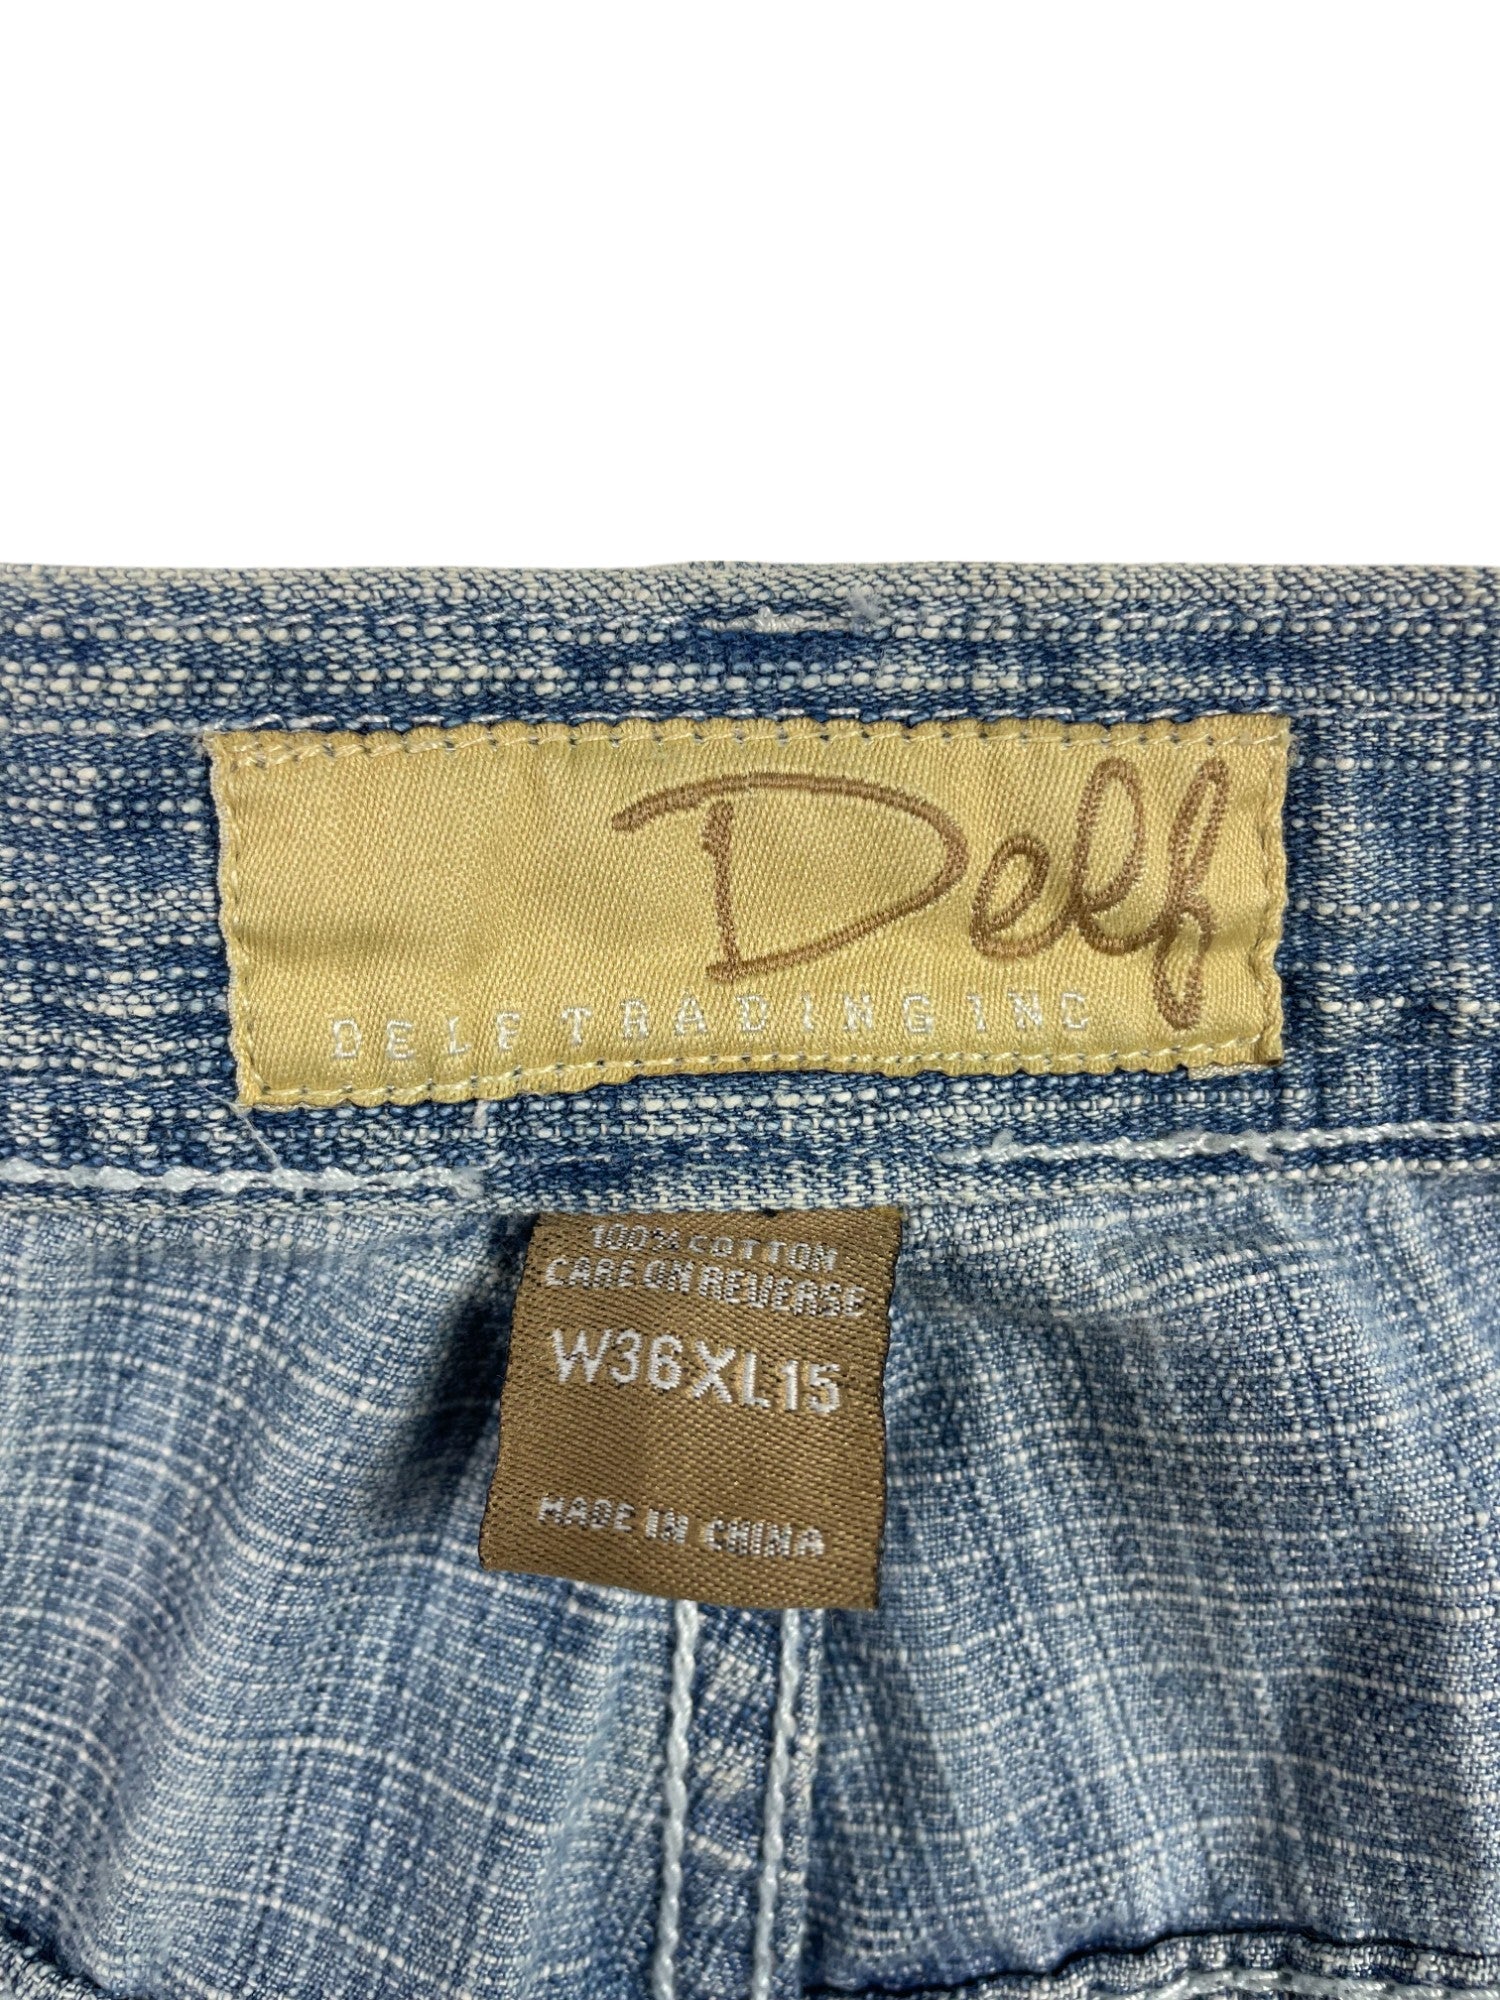 Delf
DELF TRADING INC
100% COTTON
CARE ON REVERSE
W36XL15
MADE IN CHINA